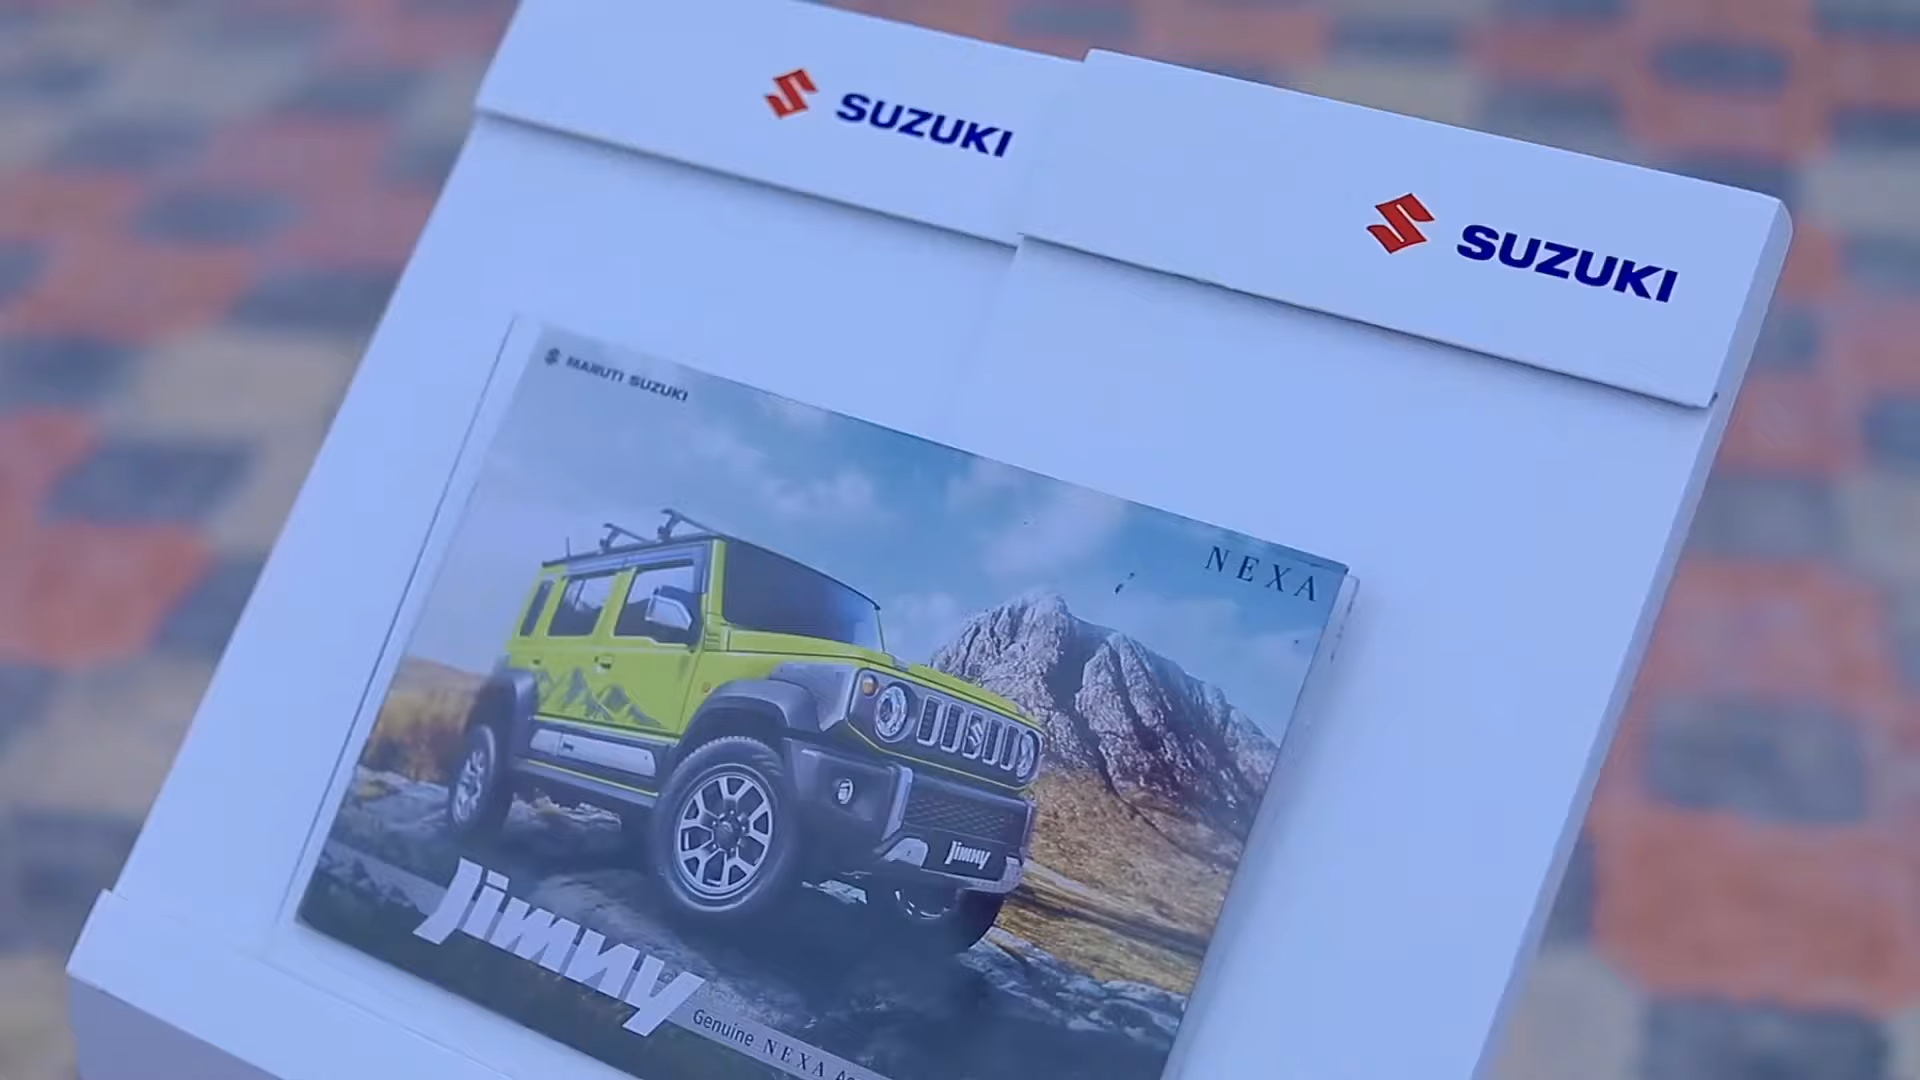 SUZUKI
SUZUKI
MARUTI SUZUKI
NEXA
Jimny
Jimny
Genuine NEXA